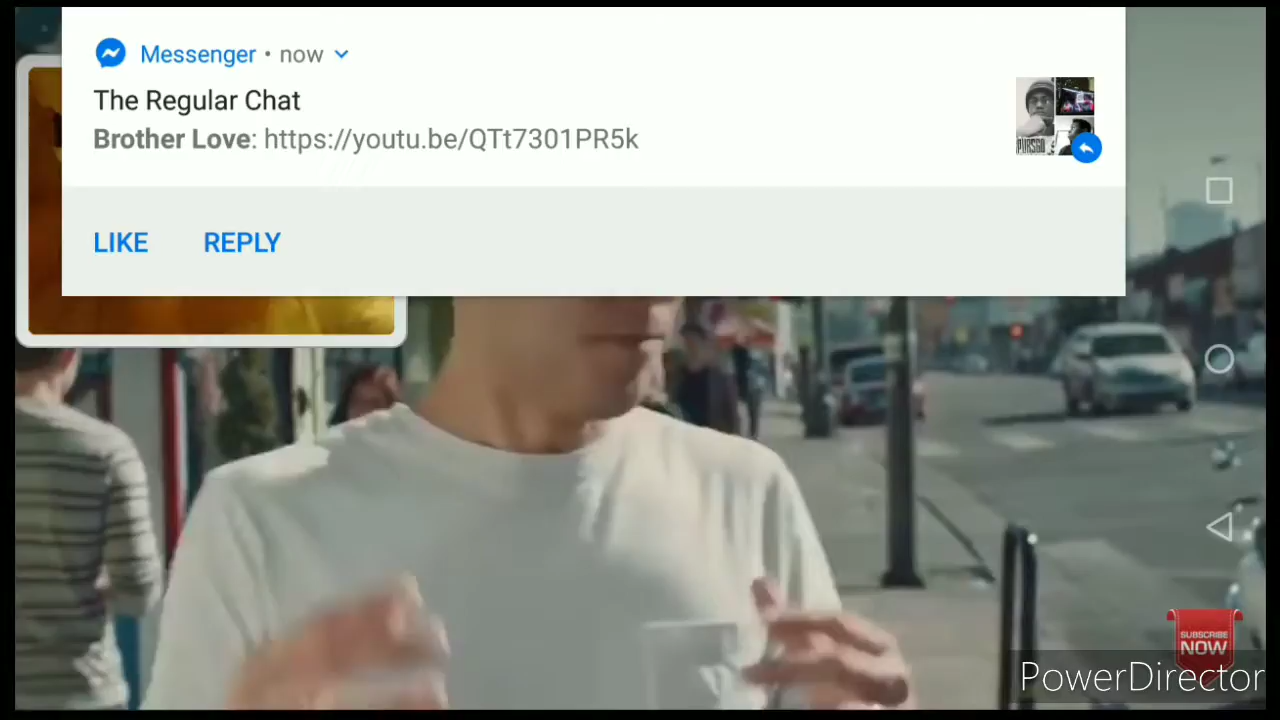 Messenger • now
The Regular Chat
Brother Love: https://youtu.be/QTt7301PR5k
LIKE REPLY
SUBSCRIBE
NOW
PowerDirector